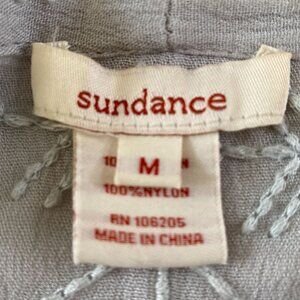 sundance
M
100%NYLON
RN 106205
MADE IN CHINA